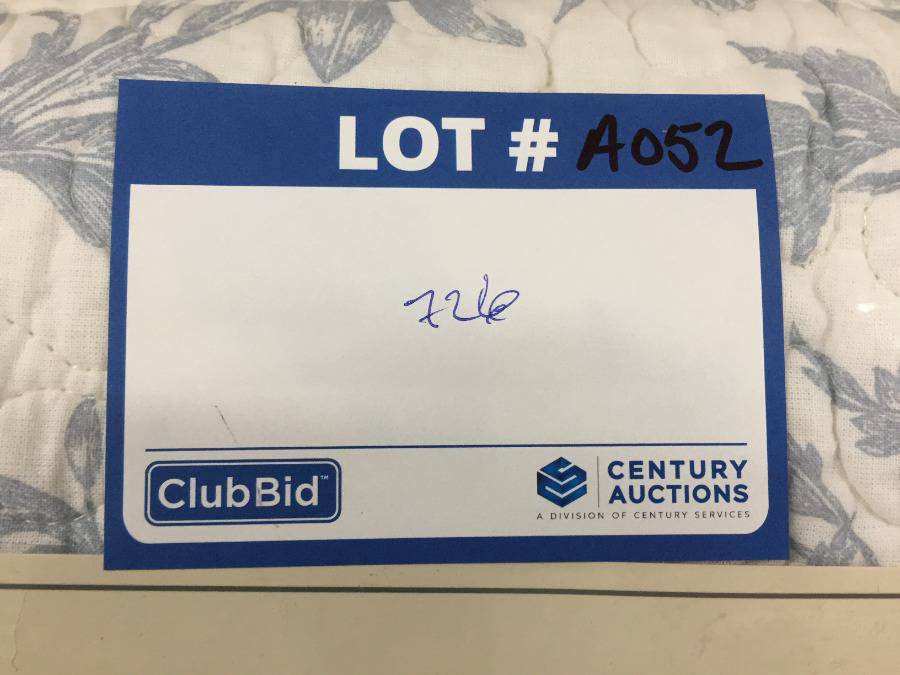 LOT # A052
726
ClubBid™
CENTURY
AUCTIONS
A DIVISION OF CENTURY SERVICES